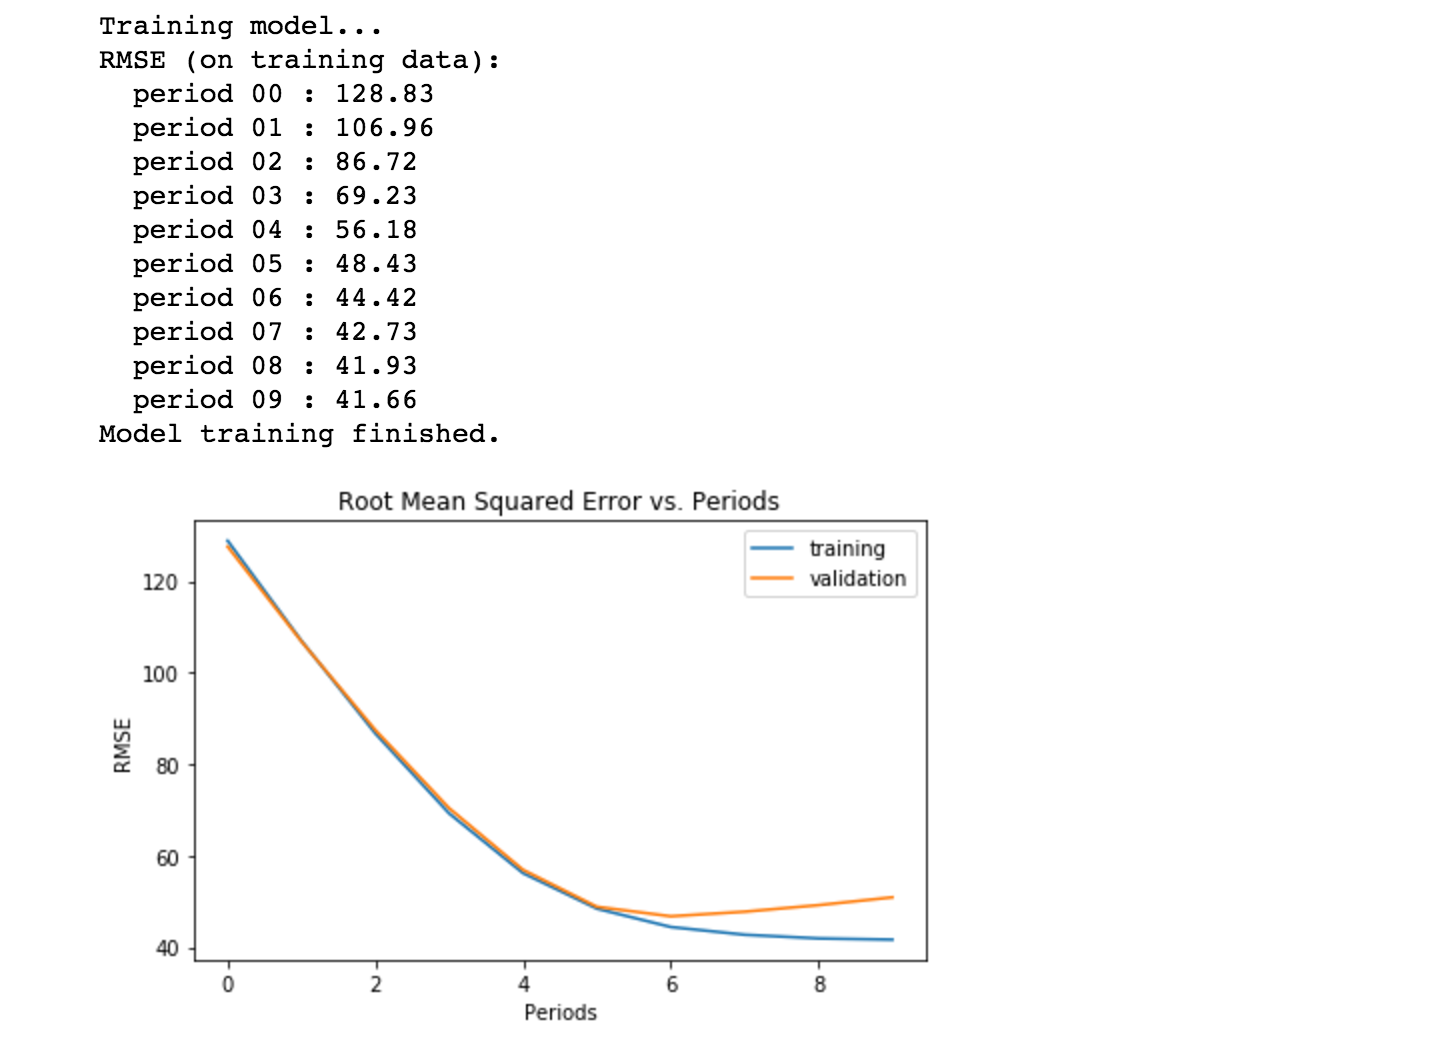 Training model...
RMSE (on training data):
  period 00 : 128.83
  period 01 : 106.96
  period 02 : 86.72
  period 03 : 69.23
  period 04 : 56.18
  period 05 : 48.43
  period 06 : 44.42
  period 07 : 42.73
  period 08 : 41.93
  period 09 : 41.66
Model training finished.
Root Mean Squared Error vs. Periods
training
validation
120
100
80
60
40
RMSE
0 2 4 6 8
Periods